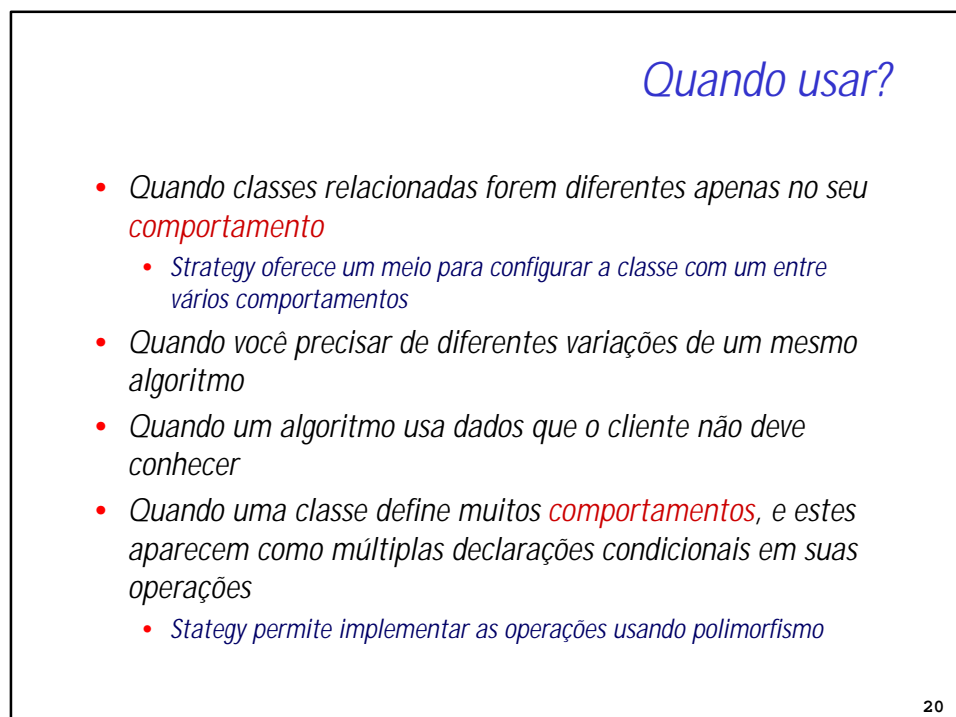 Quando usar?
• Quando classes relacionadas forem diferentes apenas no seu
comportamento
• Strategy oferece um meio para configurar a classe com um entre
vários comportamentos
• Quando você precisar de diferentes variações de um mesmo
algoritmo
• Quando um algoritmo usa dados que o cliente não deve
conhecer
• Quando uma classe define muitos comportamentos, e estes
aparecem como múltiplas declarações condicionais em suas
operações
• Stategy permite implementar as operações usando polimorfismo
20